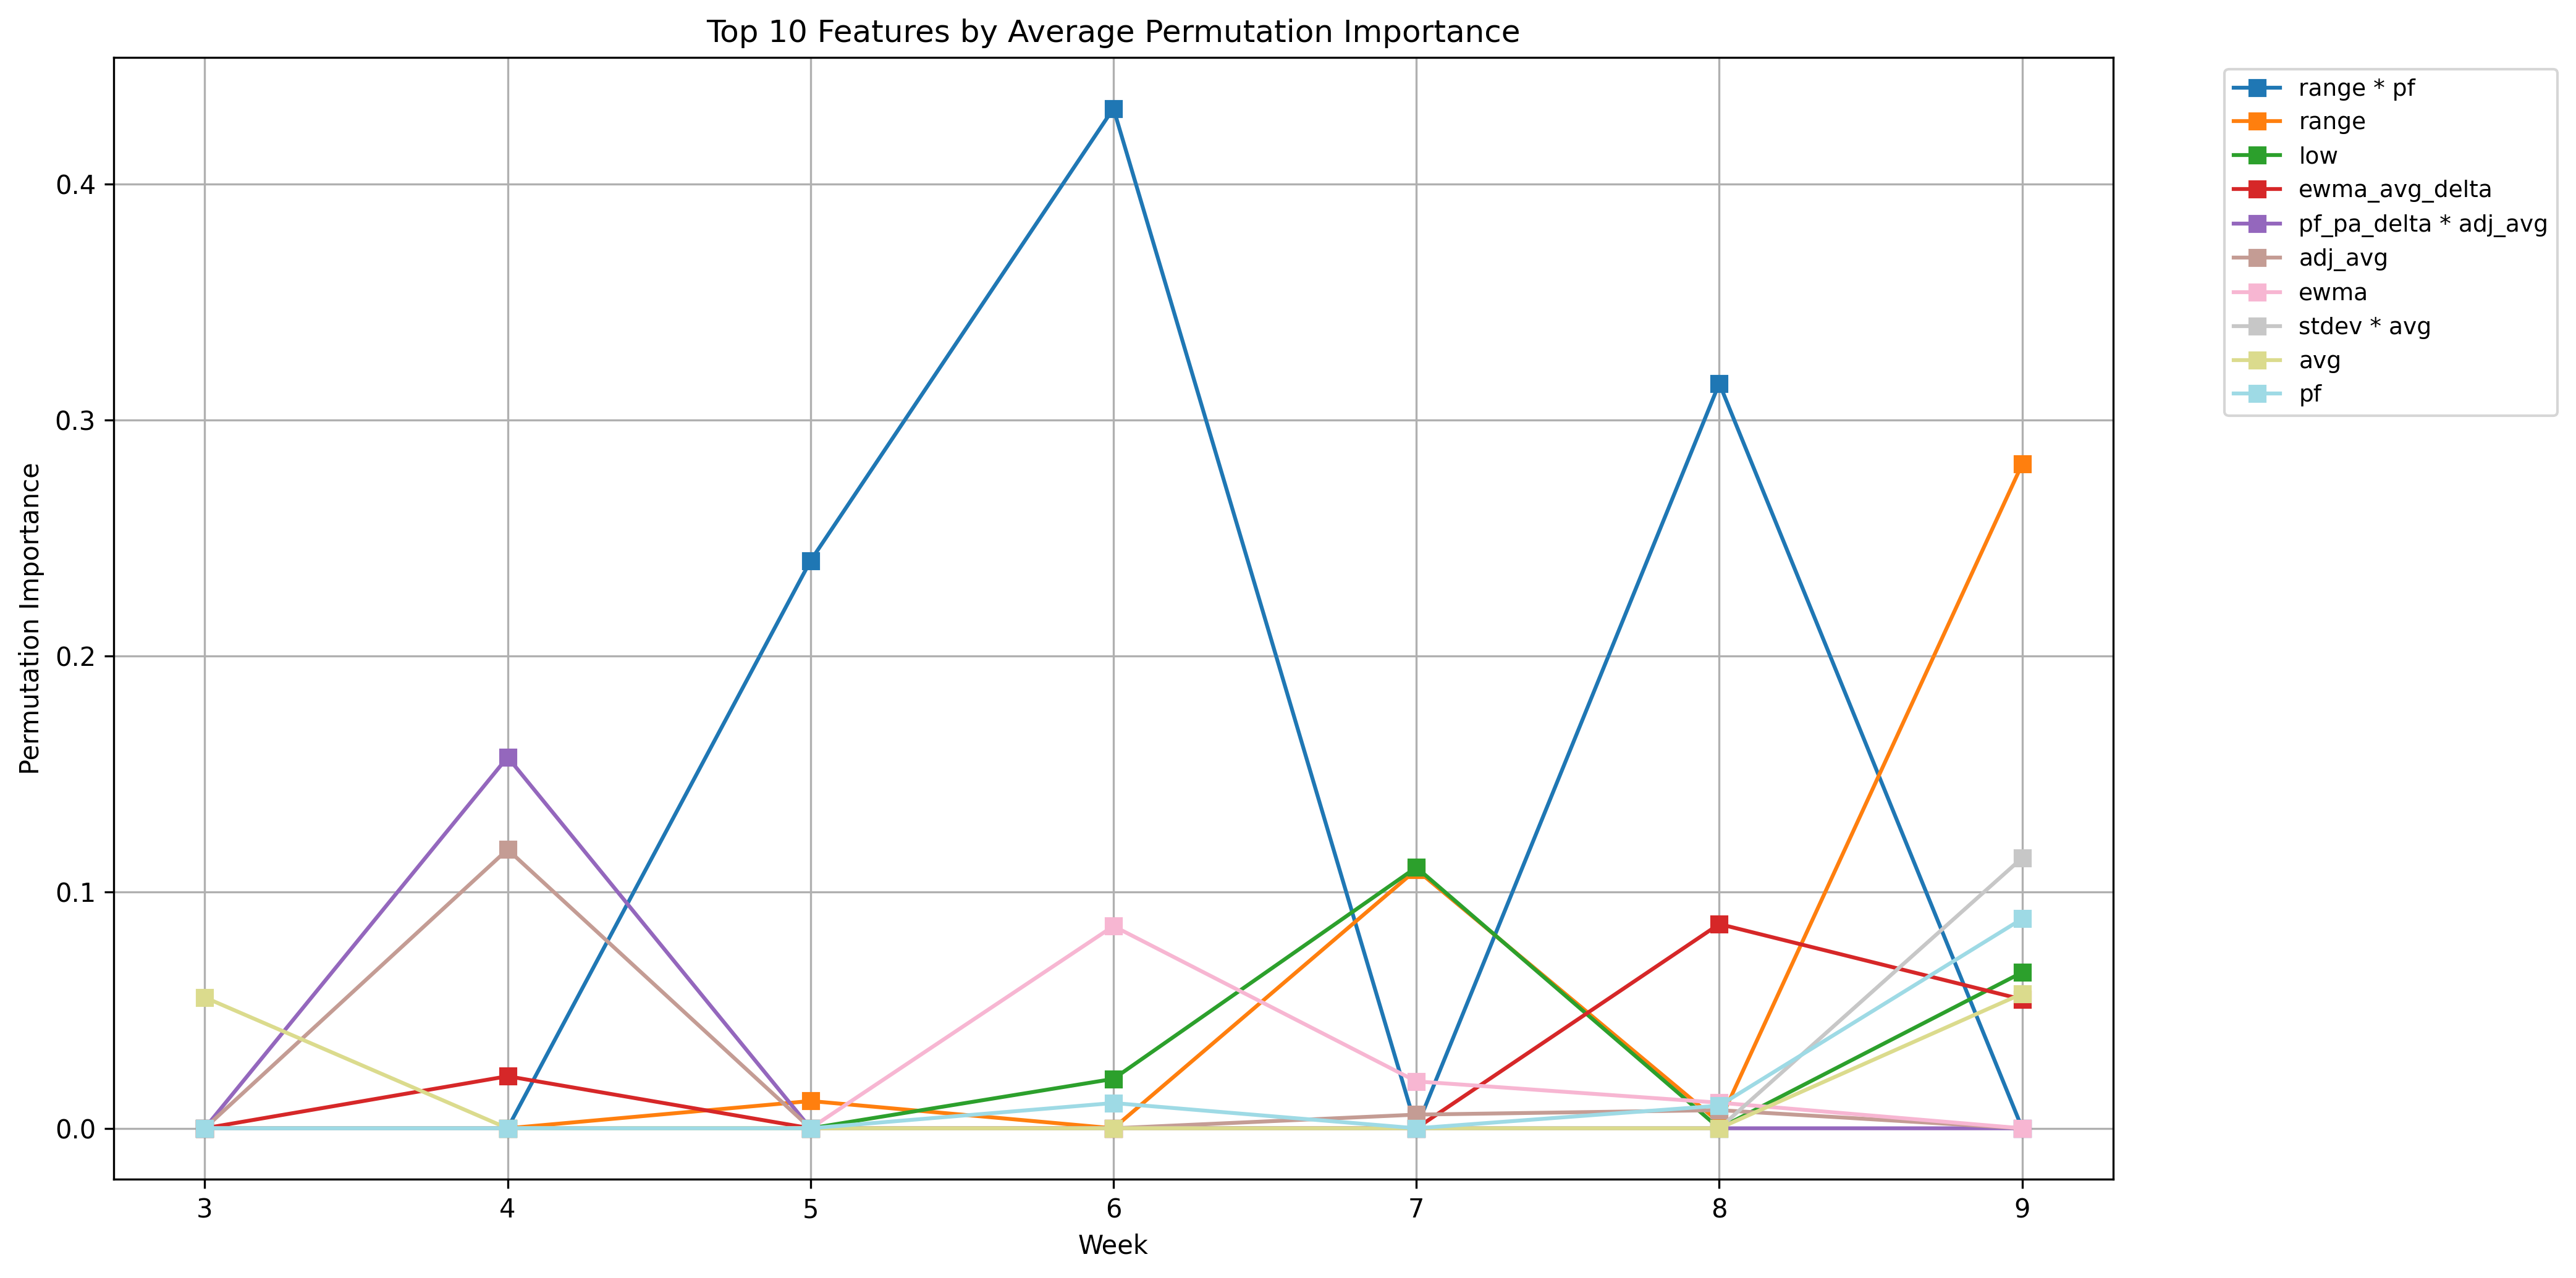 Top 10 Features by Average Permutation Importance
Permutation Importance
0.4
0.3
0.2
0.1
0.0
3 4 5 6 7 8 9
Week
range * pf
range
low
ewma_avg_delta
pf_pa_delta * adj_avg
adj_avg
ewma
stdev * avg
avg
pf